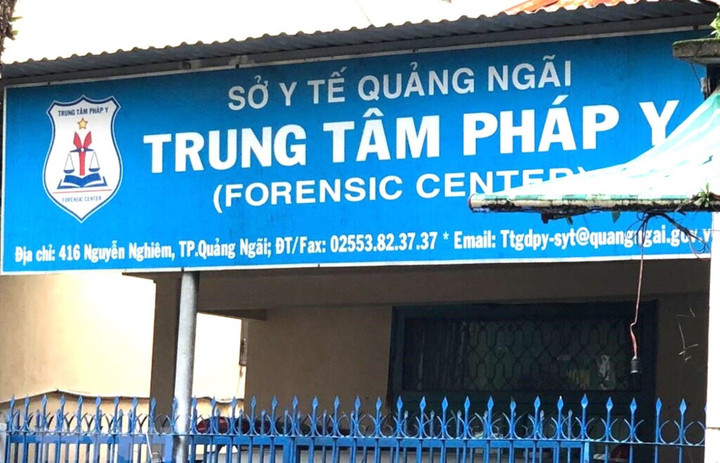 SỞ Y TẾ QUẢNG NGÃI
TRUNG TÂM PHÁP Y
(FORENSIC CENTER)
Địa chỉ: 416 Nguyễn Nghiêm, TP.Quảng Ngãi; ĐT/Fax: 02553.82.37.37 * Email: Ttgdpy-syt@quangngai.gov.v
TRUNG TÂM PHÁP Y
FORENSIC CENTER